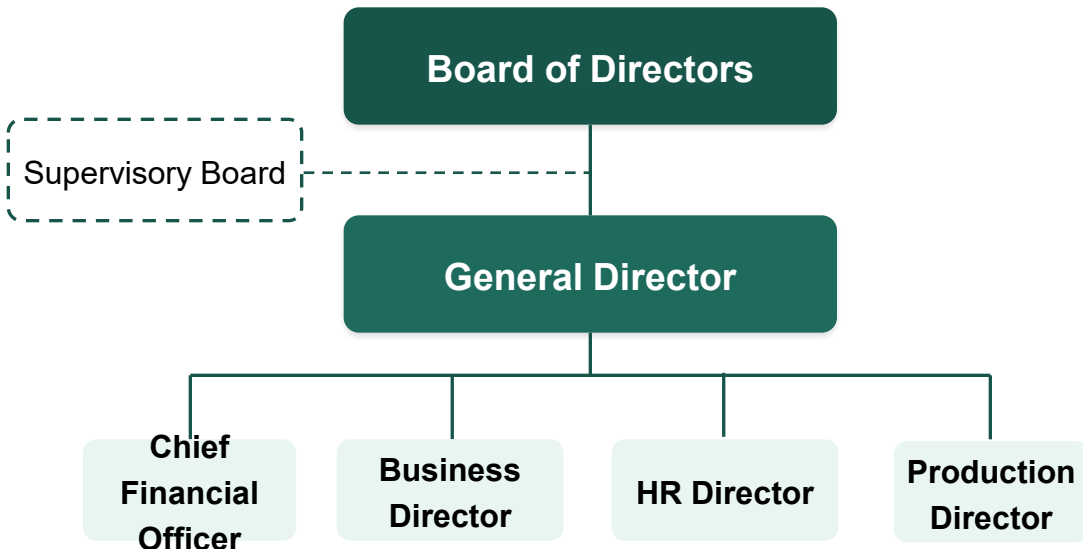 Board of Directors
Supervisory Board
General Director
Chief
Financial
Officer
Business
Director
HR Director
Production
Director